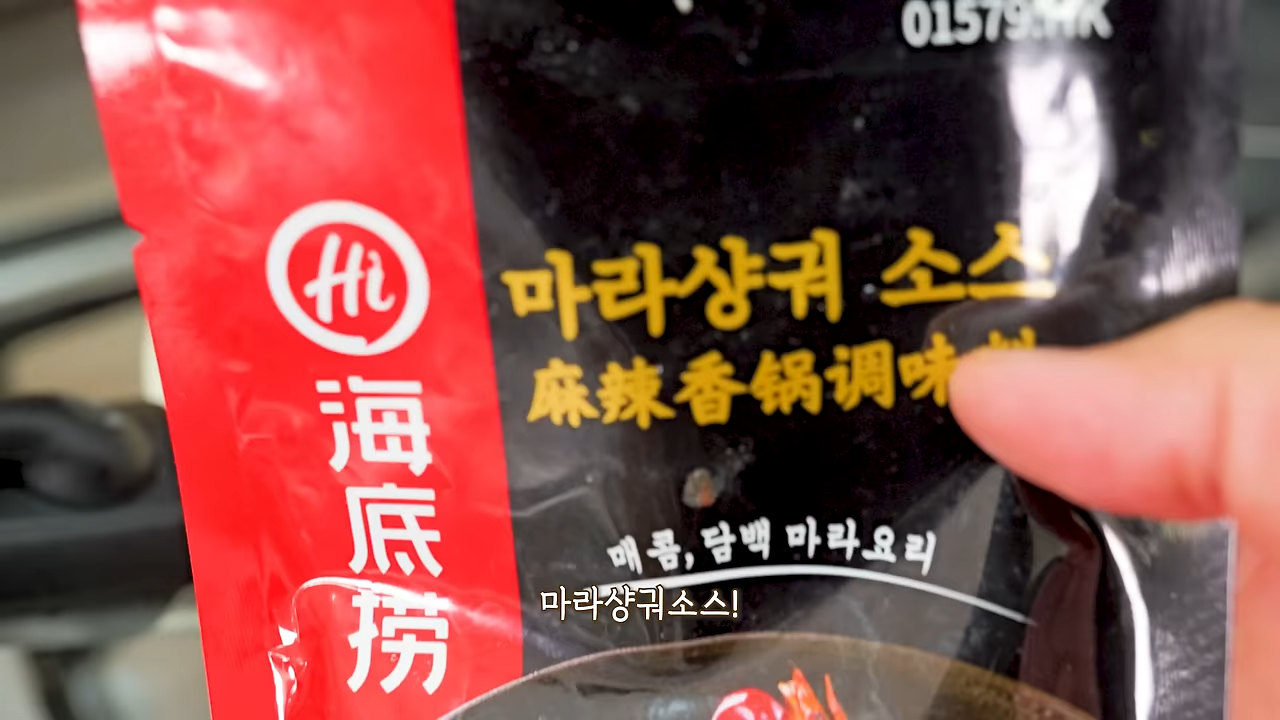 01579.HK
Hi
海底捞
마라샹궈 소스
麻辣香锅调味
매콤, 담백 마라요리
마라샹궈소스!